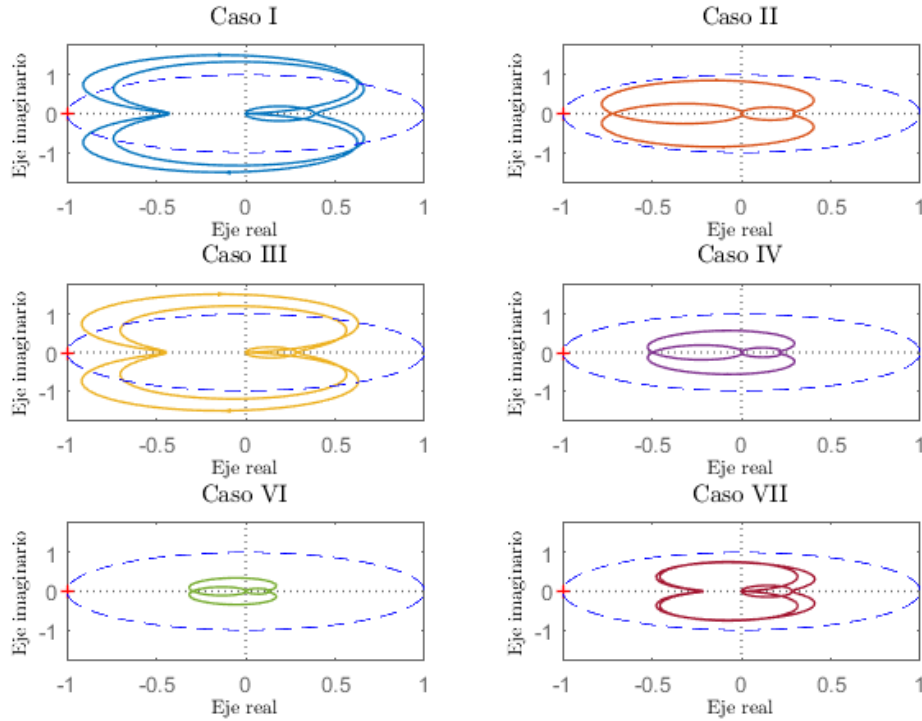 Caso I
Eje imaginario
1
0
-1
-1 -0.5 0 0.5 1
Eje real
Caso II
Eje imaginario
1
0
-1
-1 -0.5 0 0.5 1
Eje real
Caso III
Eje imaginario
1
0
-1
-1 -0.5 0 0.5 1
Eje real
Caso IV
Eje imaginario
1
0
-1
-1 -0.5 0 0.5 1
Eje real
Caso VI
Eje imaginario
1
0
-1
-1 -0.5 0 0.5 1
Eje real
Caso VII
Eje imaginario
1
0
-1
-1 -0.5 0 0.5 1
Eje real